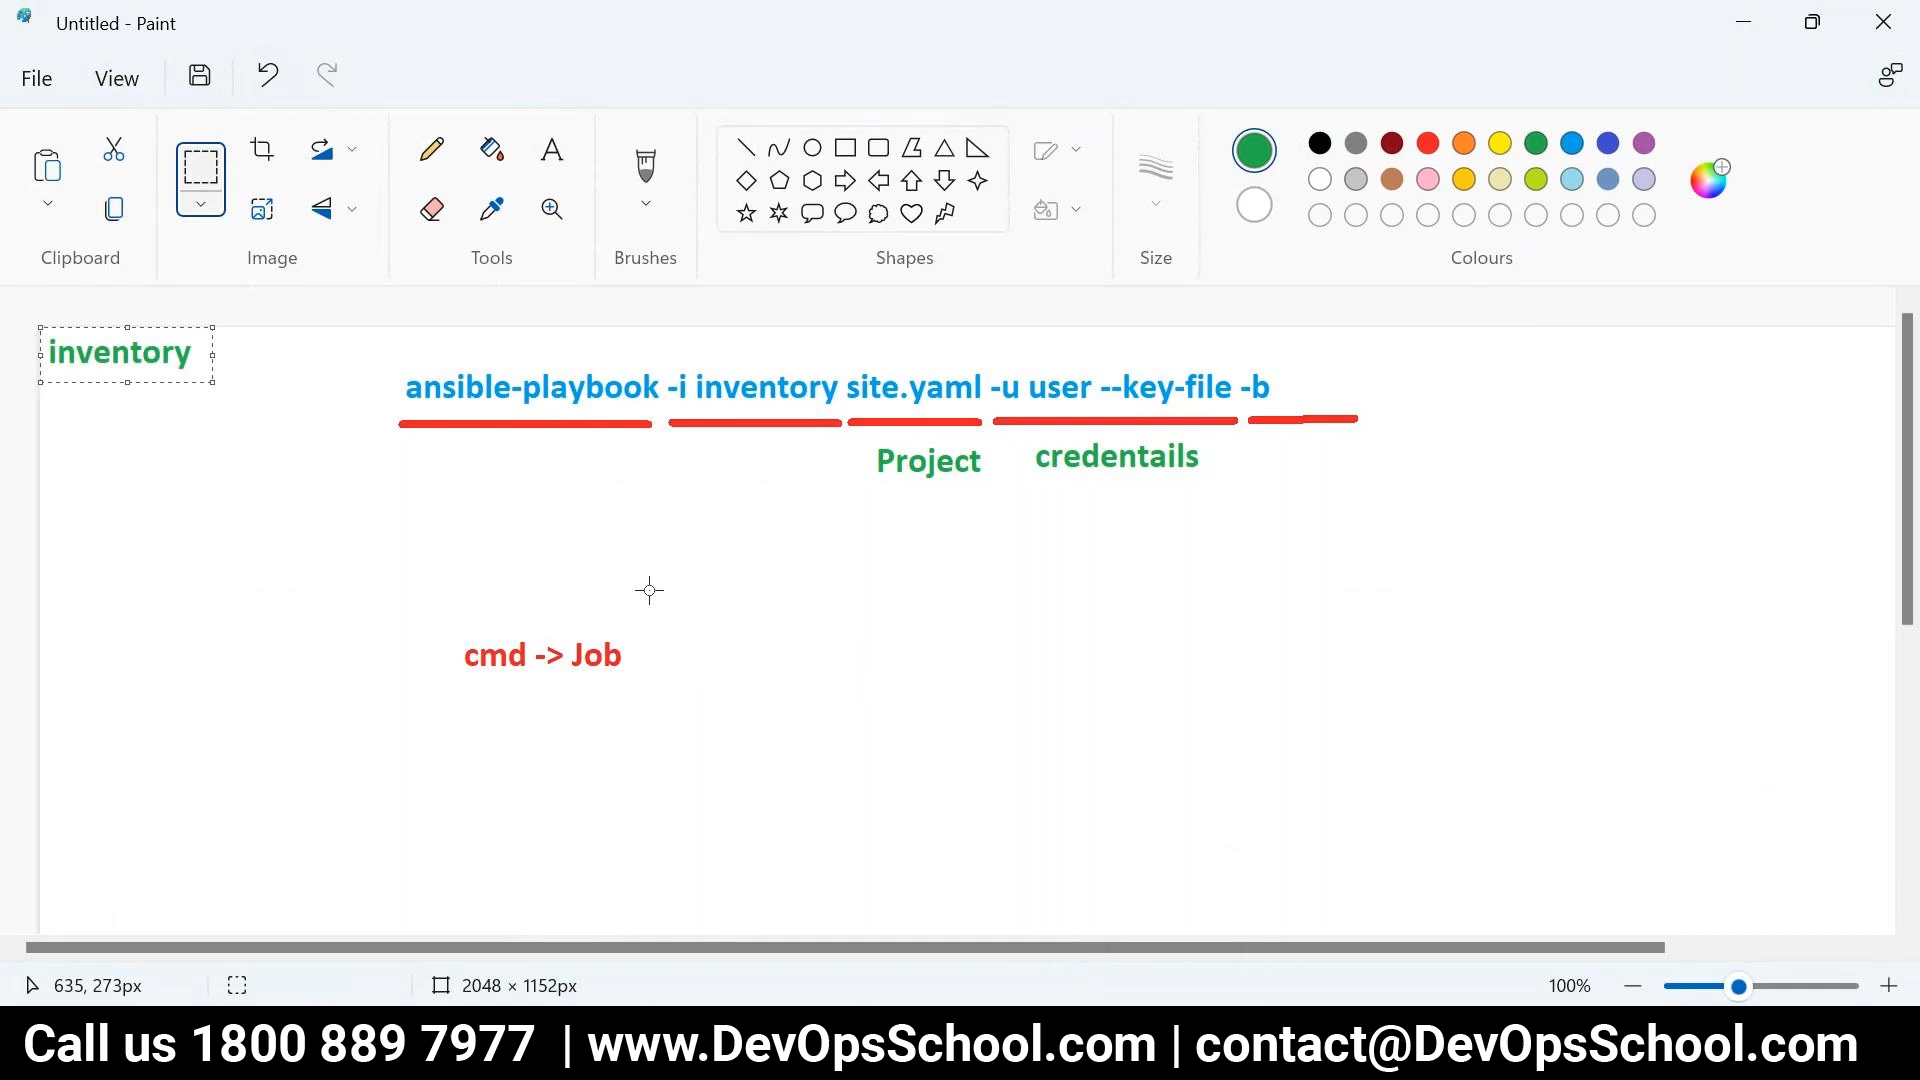 Untitled - Paint
File View
Clipboard Image Tools Brushes Shapes Size Colours
inventory
ansible-playbook -i inventory site.yaml -u user --key-file -b
Project credentails
cmd -> Job
635, 273px 2048 × 1152px 100%
Call us 1800 889 7977 | www.DevOpsSchool.com | contact@DevOpsSchool.com